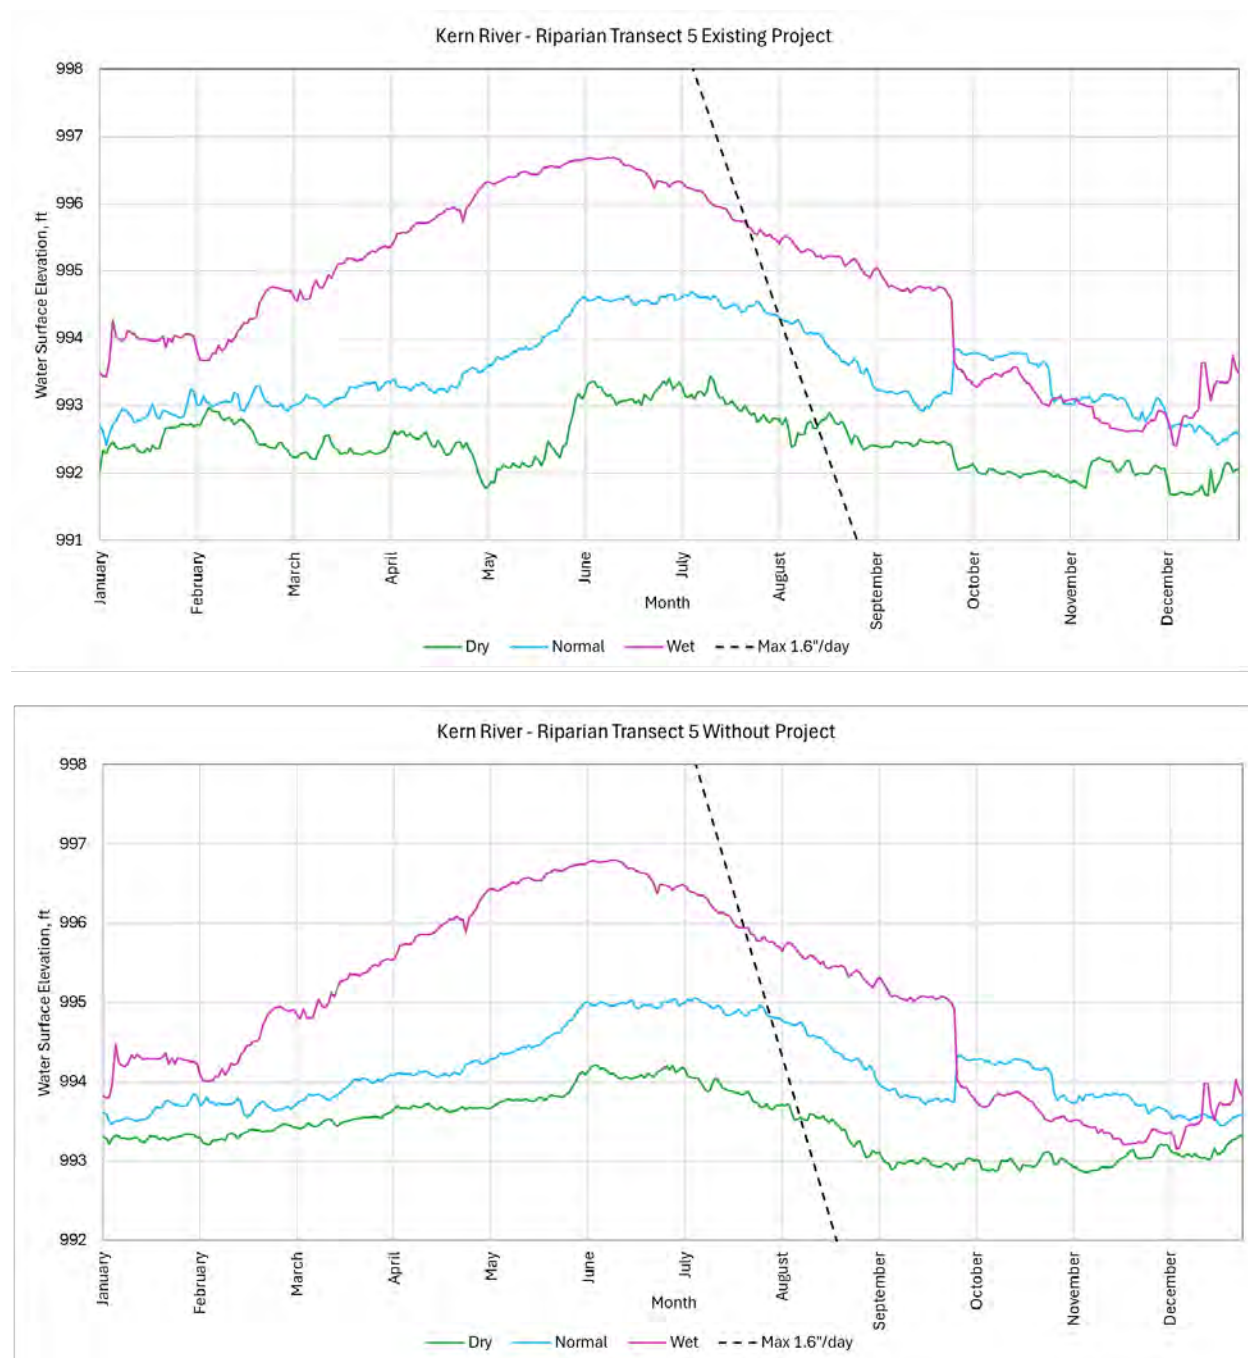 Kern River - Riparian Transect 5 Existing Project
998
997
996
995
994
993
992
991
Water Surface Elevation, ft
January
February
March
April
May
June
July
August
September
October
November
December
Month
Dry Normal Wet Max 1.6"/day
Kern River - Riparian Transect 5 Without Project
998
997
996
995
994
993
992
Water Surface Elevation, ft
January
February
March
April
May
June
July
August
September
October
November
December
Month
Dry Normal Wet Max 1.6"/day